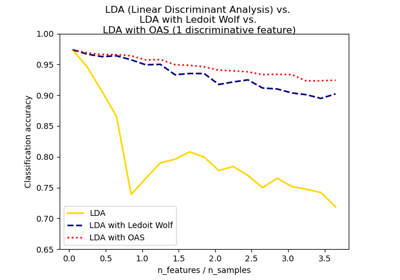 LDA (Linear Discriminant Analysis) vs.
LDA with Ledoit Wolf vs.
LDA with OAS (1 discriminative feature)
1.00
0.95
0.90
0.85
0.80
0.75
0.70
0.65
Classification accuracy
LDA
LDA with Ledoit Wolf
LDA with OAS
0.0 0.5 1.0 1.5 2.0 2.5 3.0 3.5
n_features / n_samples